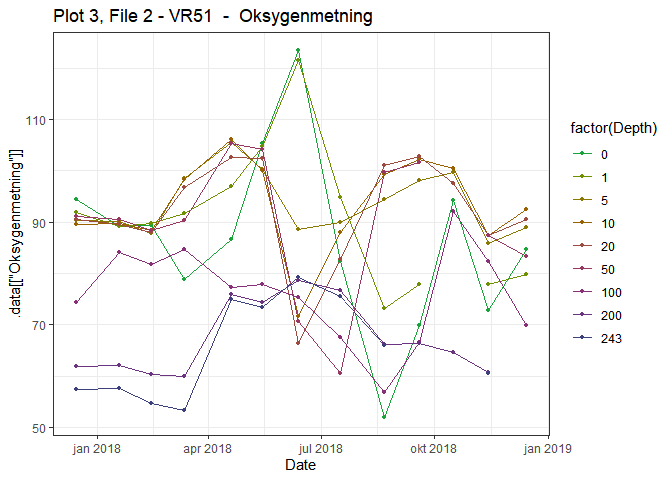 Plot 3, File 2 - VR51  -  Oksygenmetning
.data[["Oksygenmetning"]]
110
90
70
50
jan 2018
apr 2018
jul 2018
okt 2018
jan 2019
Date
factor(Depth)
0
1
5
10
20
50
100
200
243